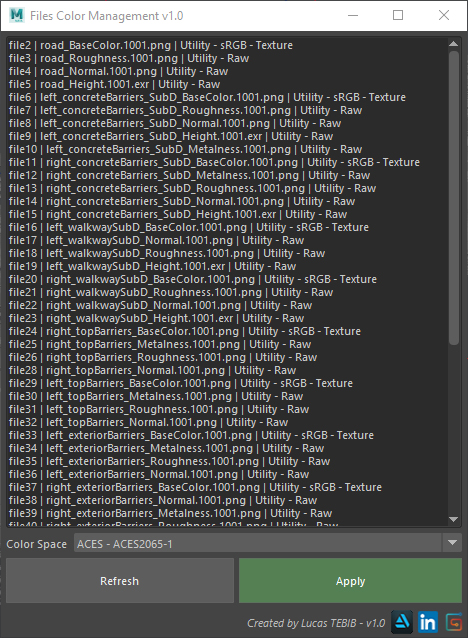 Files Color Management v1.0
file2 | road_BaseColor.1001.png | Utility - sRGB - Texture
file3 | road_Roughness.1001.png | Utility - Raw
file4 | road_Normal.1001.png | Utility - Raw
file5 | road_Height.1001.exr | Utility - Raw
file6 | left_concreteBarriers_SubD_BaseColor.1001.png | Utility - sRGB - Texture
file7 | left_concreteBarriers_SubD_Roughness.1001.png | Utility - Raw
file8 | left_concreteBarriers_SubD_Normal.1001.png | Utility - Raw
file9 | left_concreteBarriers_SubD_Height.1001.exr | Utility - Raw
file10 | left_concreteBarriers_SubD_Metalness.1001.png | Utility - Raw
file11 | right_concreteBarriers_SubD_BaseColor.1001.png | Utility - sRGB - Texture
file12 | right_concreteBarriers_SubD_Metalness.1001.png | Utility - Raw
file13 | right_concreteBarriers_SubD_Roughness.1001.png | Utility - Raw
file14 | right_concreteBarriers_SubD_Normal.1001.png | Utility - Raw
file15 | right_concreteBarriers_SubD_Height.1001.exr | Utility - Raw
file16 | left_walkwaySubD_BaseColor.1001.png | Utility - sRGB - Texture
file17 | left_walkwaySubD_Normal.1001.png | Utility - Raw
file18 | left_walkwaySubD_Roughness.1001.png | Utility - Raw
file19 | left_walkwaySubD_Height.1001.exr | Utility - Raw
file20 | right_walkwaySubD_BaseColor.1001.png | Utility - sRGB - Texture
file21 | right_walkwaySubD_Roughness.1001.png | Utility - Raw
file22 | right_walkwaySubD_Normal.1001.png | Utility - Raw
file23 | right_walkwaySubD_Height.1001.exr | Utility - Raw
file24 | right_topBarriers_BaseColor.1001.png | Utility - sRGB - Texture
file25 | right_topBarriers_Metalness.1001.png | Utility - Raw
file26 | right_topBarriers_Roughness.1001.png | Utility - Raw
file28 | right_topBarriers_Normal.1001.png | Utility - Raw
file29 | left_topBarriers_BaseColor.1001.png | Utility - sRGB - Texture
file30 | left_topBarriers_Metalness.1001.png | Utility - Raw
file31 | left_topBarriers_Roughness.1001.png | Utility - Raw
file32 | left_topBarriers_Normal.1001.png | Utility - Raw
file33 | left_exteriorBarriers_BaseColor.1001.png | Utility - sRGB - Texture
file34 | left_exteriorBarriers_Metalness.1001.png | Utility - Raw
file35 | left_exteriorBarriers_Roughness.1001.png | Utility - Raw
file36 | left_exteriorBarriers_Normal.1001.png | Utility - Raw
file37 | right_exteriorBarriers_BaseColor.1001.png | Utility - sRGB - Texture
file38 | right_exteriorBarriers_Normal.1001.png | Utility - Raw
file39 | right_exteriorBarriers_Metalness.1001.png | Utility - Raw
file40 | right_exteriorBarriers_Roughness.1001.png | Utility - Raw
Color Space ACES - ACES2065-1
Refresh Apply
Created by Lucas TEBIB - v1.0